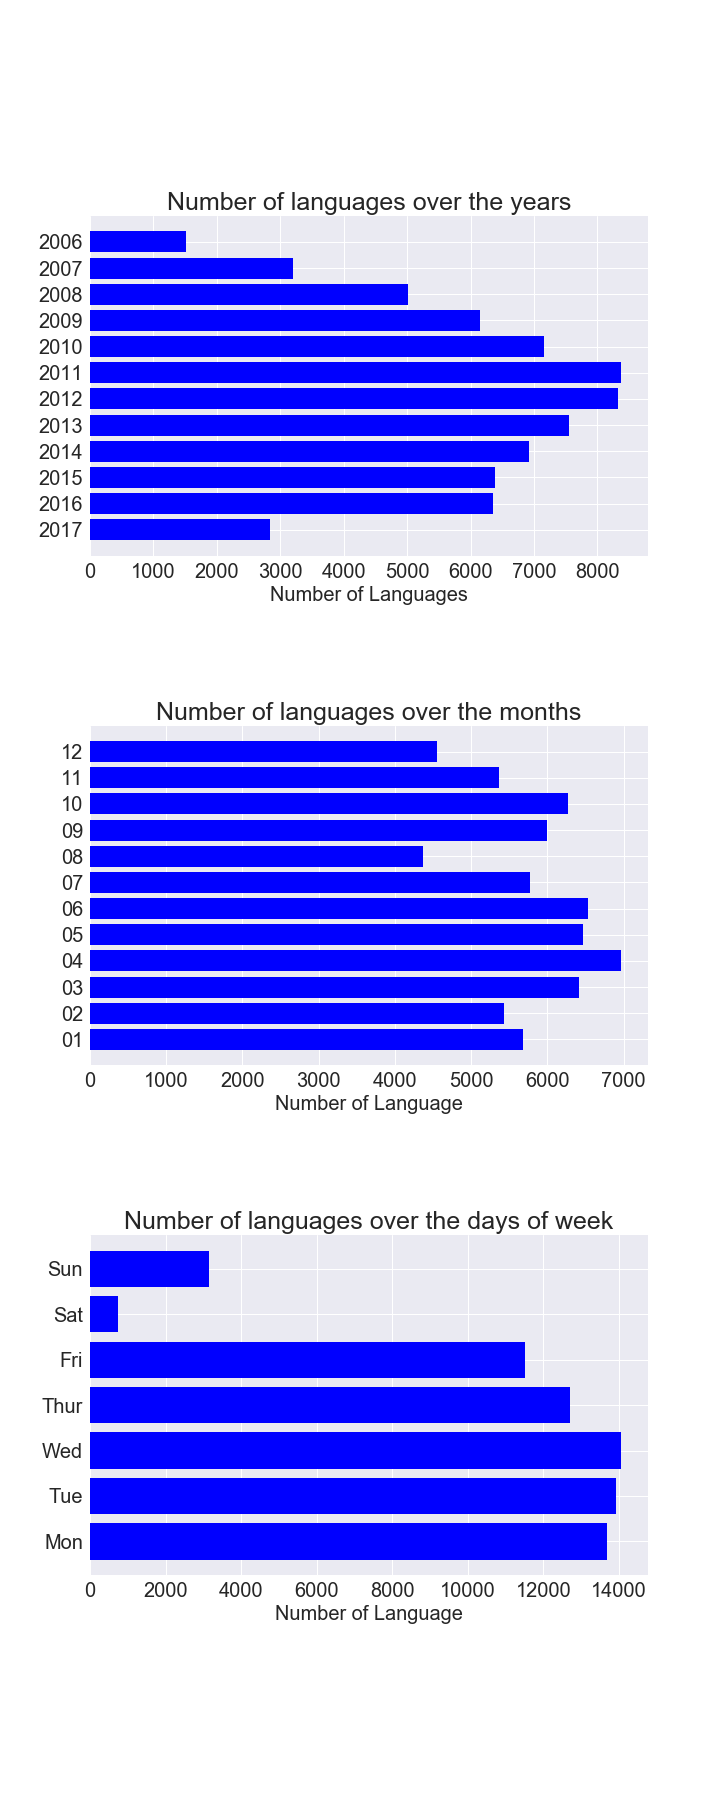 Number of languages over the years
2006
2007
2008
2009
2010
2011
2012
2013
2014
2015
2016
2017
0 1000 2000 3000 4000 5000 6000 7000 8000
Number of Languages
Number of languages over the months
12
11
10
09
08
07
06
05
04
03
02
01
0 1000 2000 3000 4000 5000 6000 7000
Number of Language
Number of languages over the days of week
Sun
Sat
Fri
Thur
Wed
Tue
Mon
0 2000 4000 6000 8000 10000 12000 14000
Number of Language